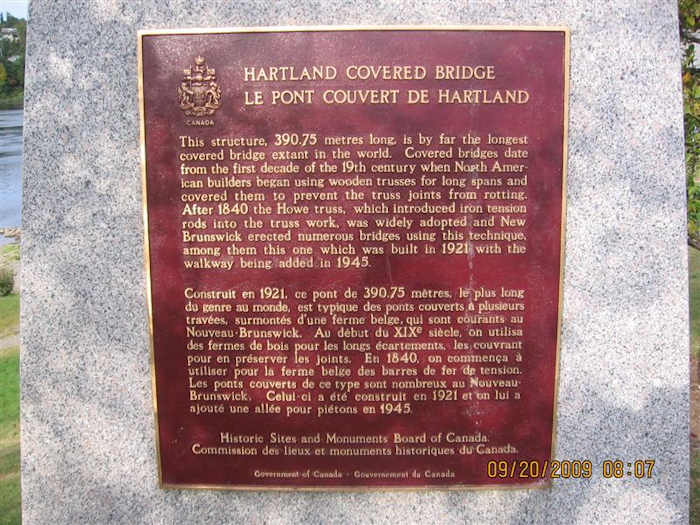 CANADA
HARTLAND COVERED BRIDGE
LE PONT COUVERT DE HARTLAND
This structure, 390.75 metres long, is by far the longest
covered bridge extant in the world. Covered bridges date
from the first decade of the 19th century when North Amer-
ican builders began using wooden trusses for long spans and
covered them to prevent the truss joints from rotting.
After 1840 the Howe truss, which introduced iron tension
rods into the truss work, was widely adopted and New
Brunswick erected numerous bridges using this technique,
among them this one which was built in 1921 with the
walkway being added in 1945.
Construit en 1921, ce pont de 390.75 mètres, le plus long
du genre au monde, est typique des ponts couverts à plusieurs
travées, surmontés d'une ferme belge, qui sont courants au
Nouveau-Brunswick. Au début du XIXe siècle, on utilisa
des fermes de bois pour les longs écartements, les couvrant
pour en préserver les joints. En 1840, on commença à
utiliser pour la ferme belge des barres de fer de tension.
Les ponts couverts de ce type sont nombreux au Nouveau-
Brunswick. Celui-ci a été construit en 1921 et on lui a
ajouté une allée pour piétons en 1945.
Historic Sites and Monuments Board of Canada.
Commission des lieux et monuments historiques du Canada.
Government of Canada - Gouvernement du Canada
09/20/2009 08:07